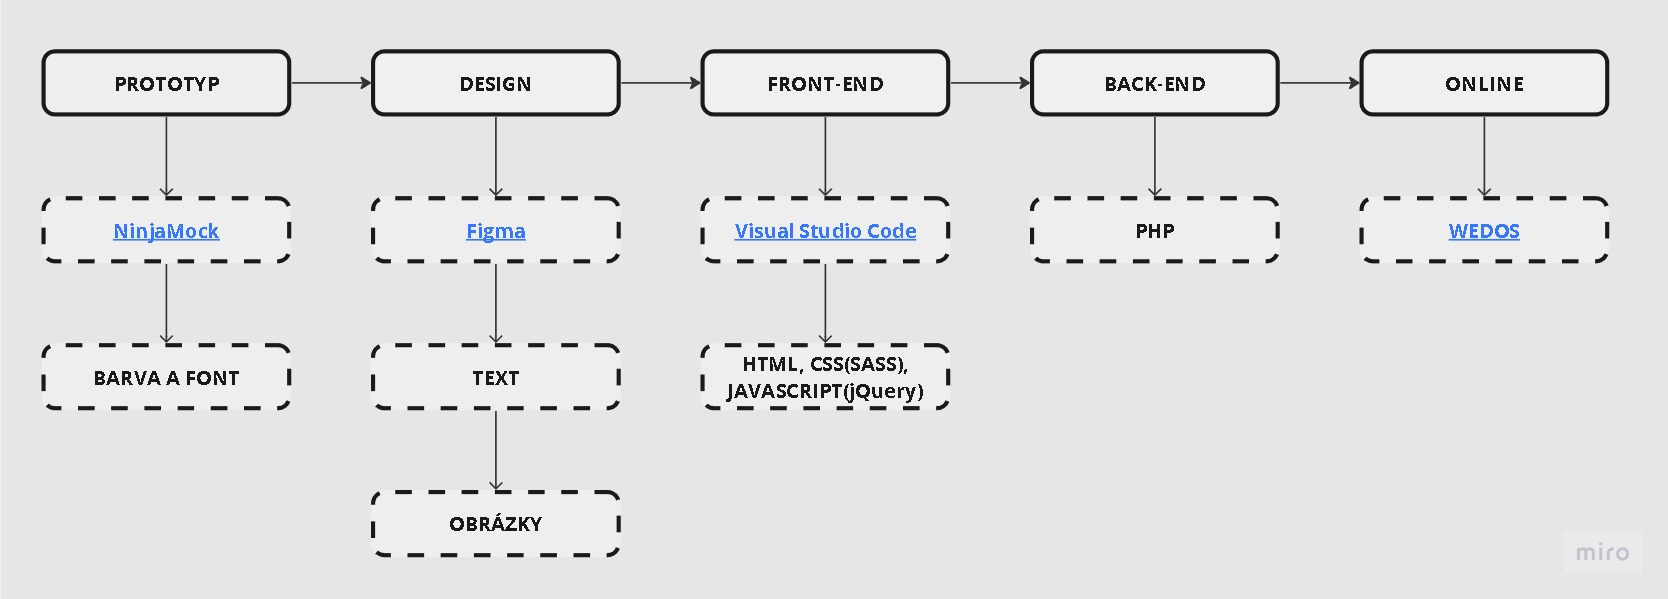 PROTOTYP
DESIGN
FRONT-END
BACK-END
ONLINE
NinjaMock
Figma
Visual Studio Code
PHP
WEDOS
BARVA A FONT
TEXT
HTML, CSS(SASS),
JAVASCRIPT(jQuery)
OBRÁZKY
miro